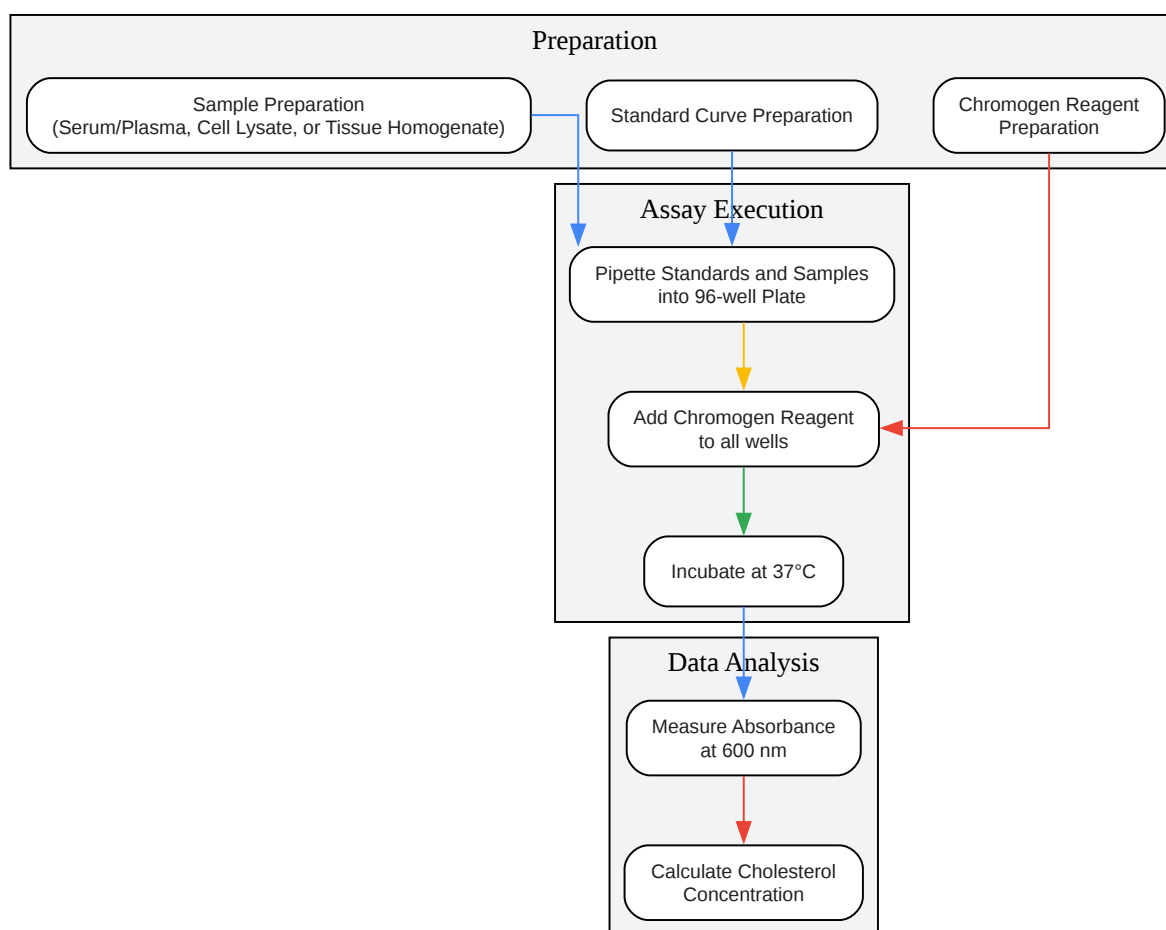 Preparation
Sample Preparation
(Serum/Plasma, Cell Lysate, or Tissue Homogenate)
Standard Curve Preparation
Chromogen Reagent
Preparation
Assay Execution
Pipette Standards and Samples
into 96-well Plate
Add Chromogen Reagent
to all wells
Incubate at 37°C
Data Analysis
Measure Absorbance
at 600 nm
Calculate Cholesterol
Concentration